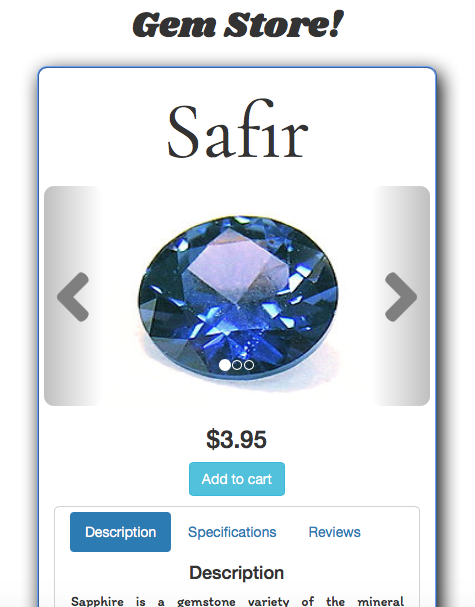 Gem Store!
Safir
$3.95
Add to cart
Description Specifications Reviews
Description
Sapphire is a gemstone variety of the mineral